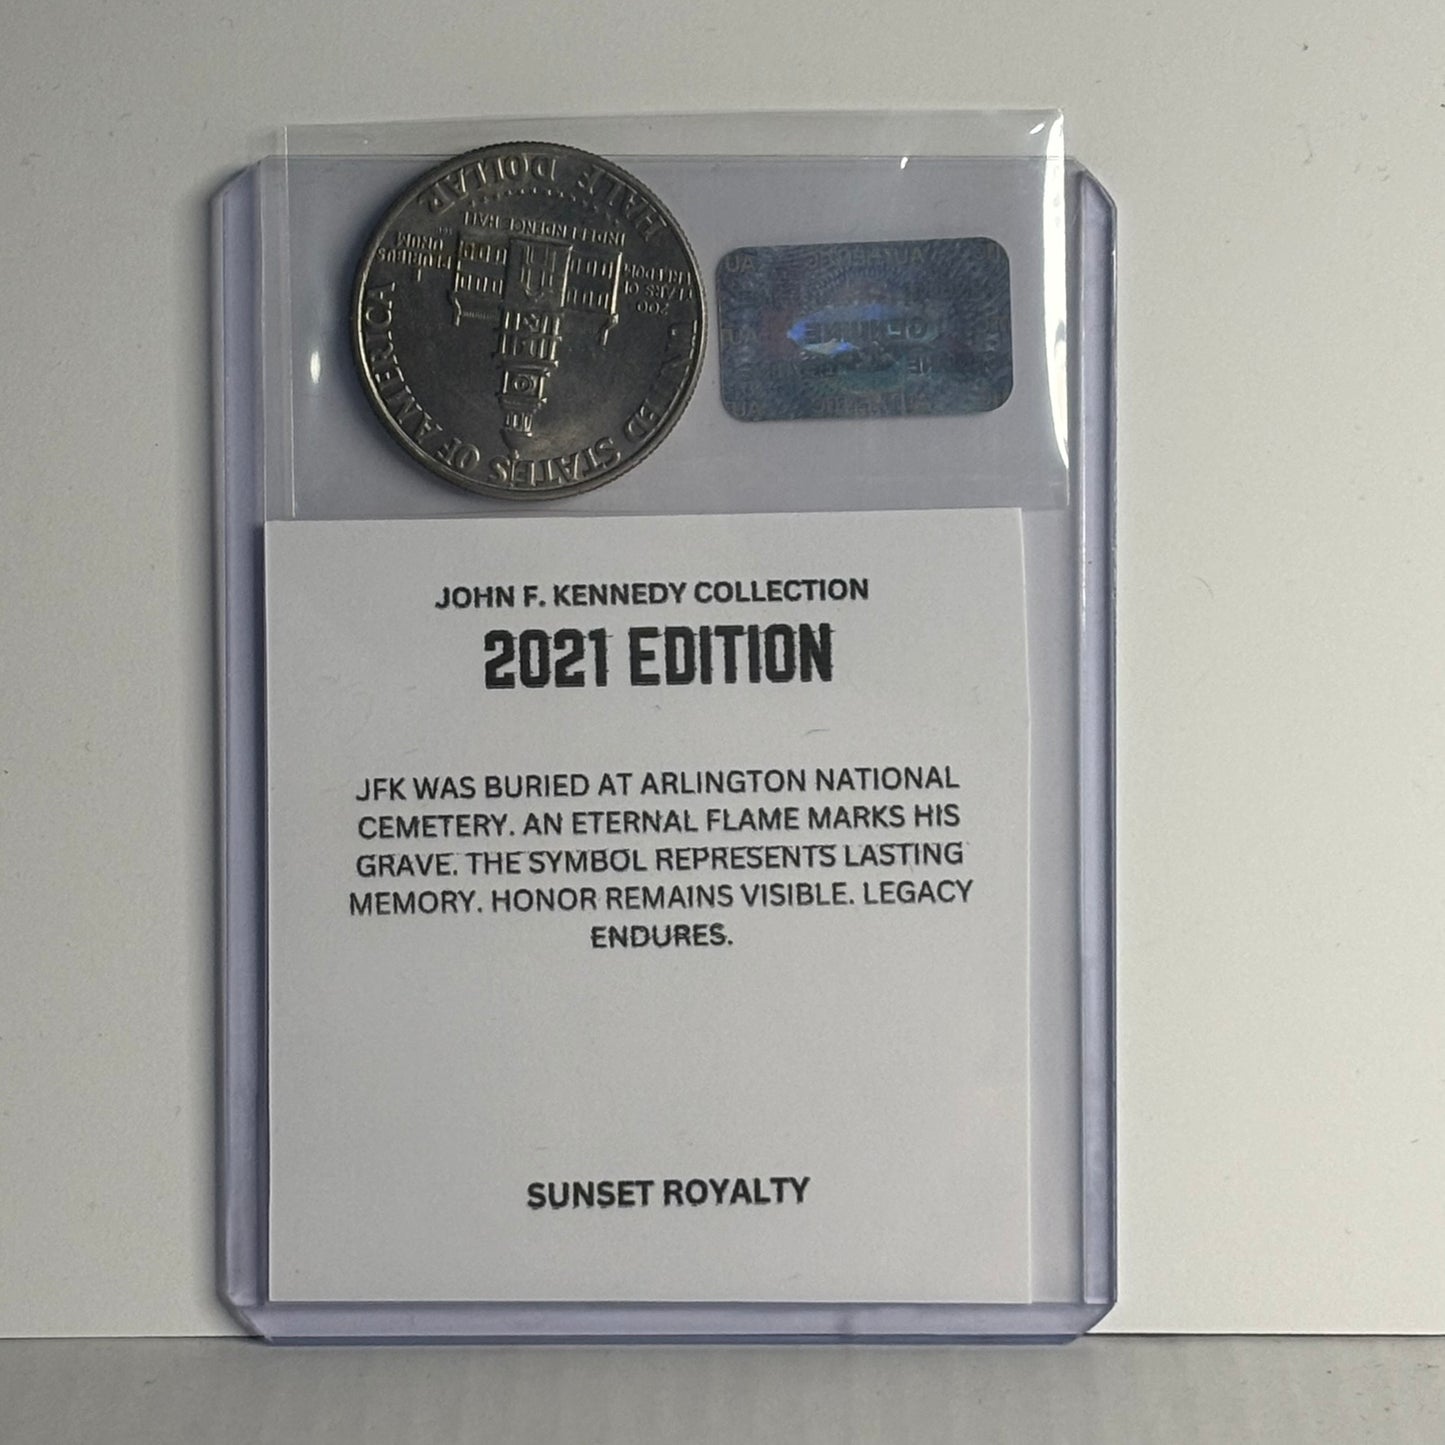 HALF DOLLAR
INDEPENDENCE HALL
PLURIBUS
UNUM
200
YEARS OF
FREEDOM
UNITED STATES OF AMERICA
GENUINE
JOHN F. KENNEDY COLLECTION
2021 EDITION
JFK WAS BURIED AT ARLINGTON NATIONAL
CEMETERY. AN ETERNAL FLAME MARKS HIS
GRAVE. THE SYMBOL REPRESENTS LASTING
MEMORY. HONOR REMAINS VISIBLE. LEGACY
ENDURES.
SUNSET ROYALTY